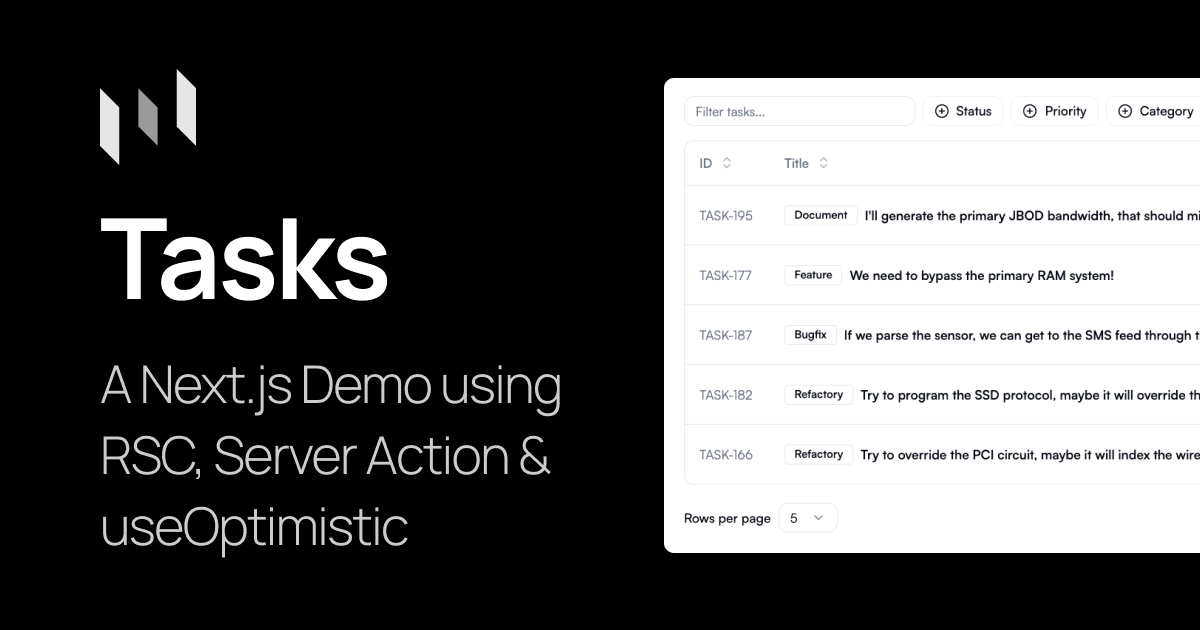 Tasks
A Next.js Demo using
RSC, Server Action &
useOptimistic
Filter tasks...
Status
Priority
Category
ID
Title
TASK-195 Document I'll generate the primary JBOD bandwidth, that should
TASK-177 Feature We need to bypass the primary RAM system!
TASK-187 Bugfix If we parse the sensor, we can get to the SMS feed through
TASK-182 Refactory Try to program the SSD protocol, maybe it will override
TASK-166 Refactory Try to override the PCI circuit, maybe it will index the
Rows per page 5